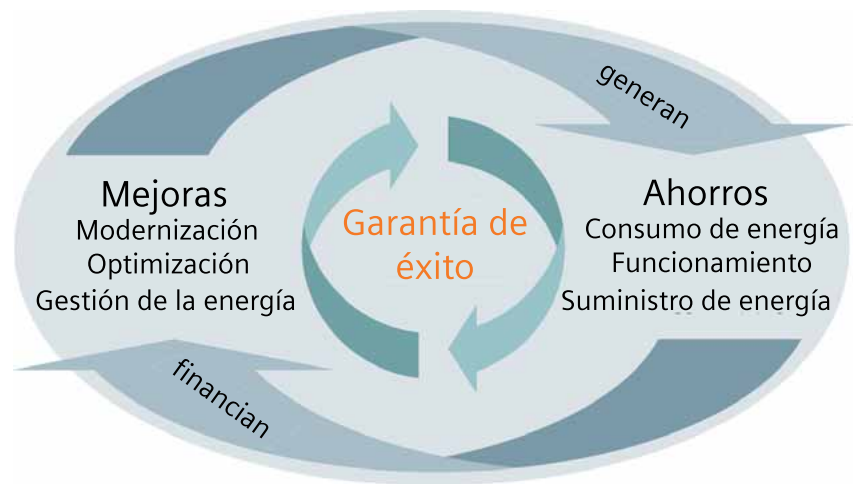 generan
Mejoras
Modernización
Optimización
Gestión de la energía
Garantía de
éxito
Ahorros
Consumo de energía
Funcionamiento
Suministro de energía
financian